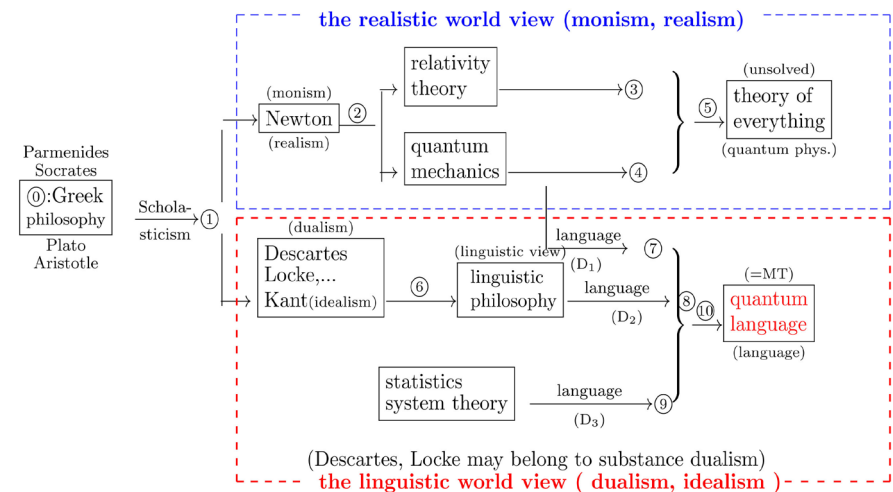 the realistic world view (monism, realism)
(monism)
Newton
(realism)
②
relativity
theory
③
quantum
mechanics
④
⑤
(unsolved)
theory of
everything
(quantum phys.)
Parmenides
Socrates
⓪:Greek
philosophy
Plato
Aristotle
Schola-
sticism
①
(dualism)
Descartes
Locke,...
Kant(idealism)
⑥
(linguistic view)
linguistic
philosophy
language
(D₁)
⑦
language
(D₂)
⑧
statistics
system theory
language
(D₃)
⑨
⑩
(=MT)
quantum
language
(language)
(Descartes, Locke may belong to substance dualism)
the linguistic world view ( dualism, idealism )